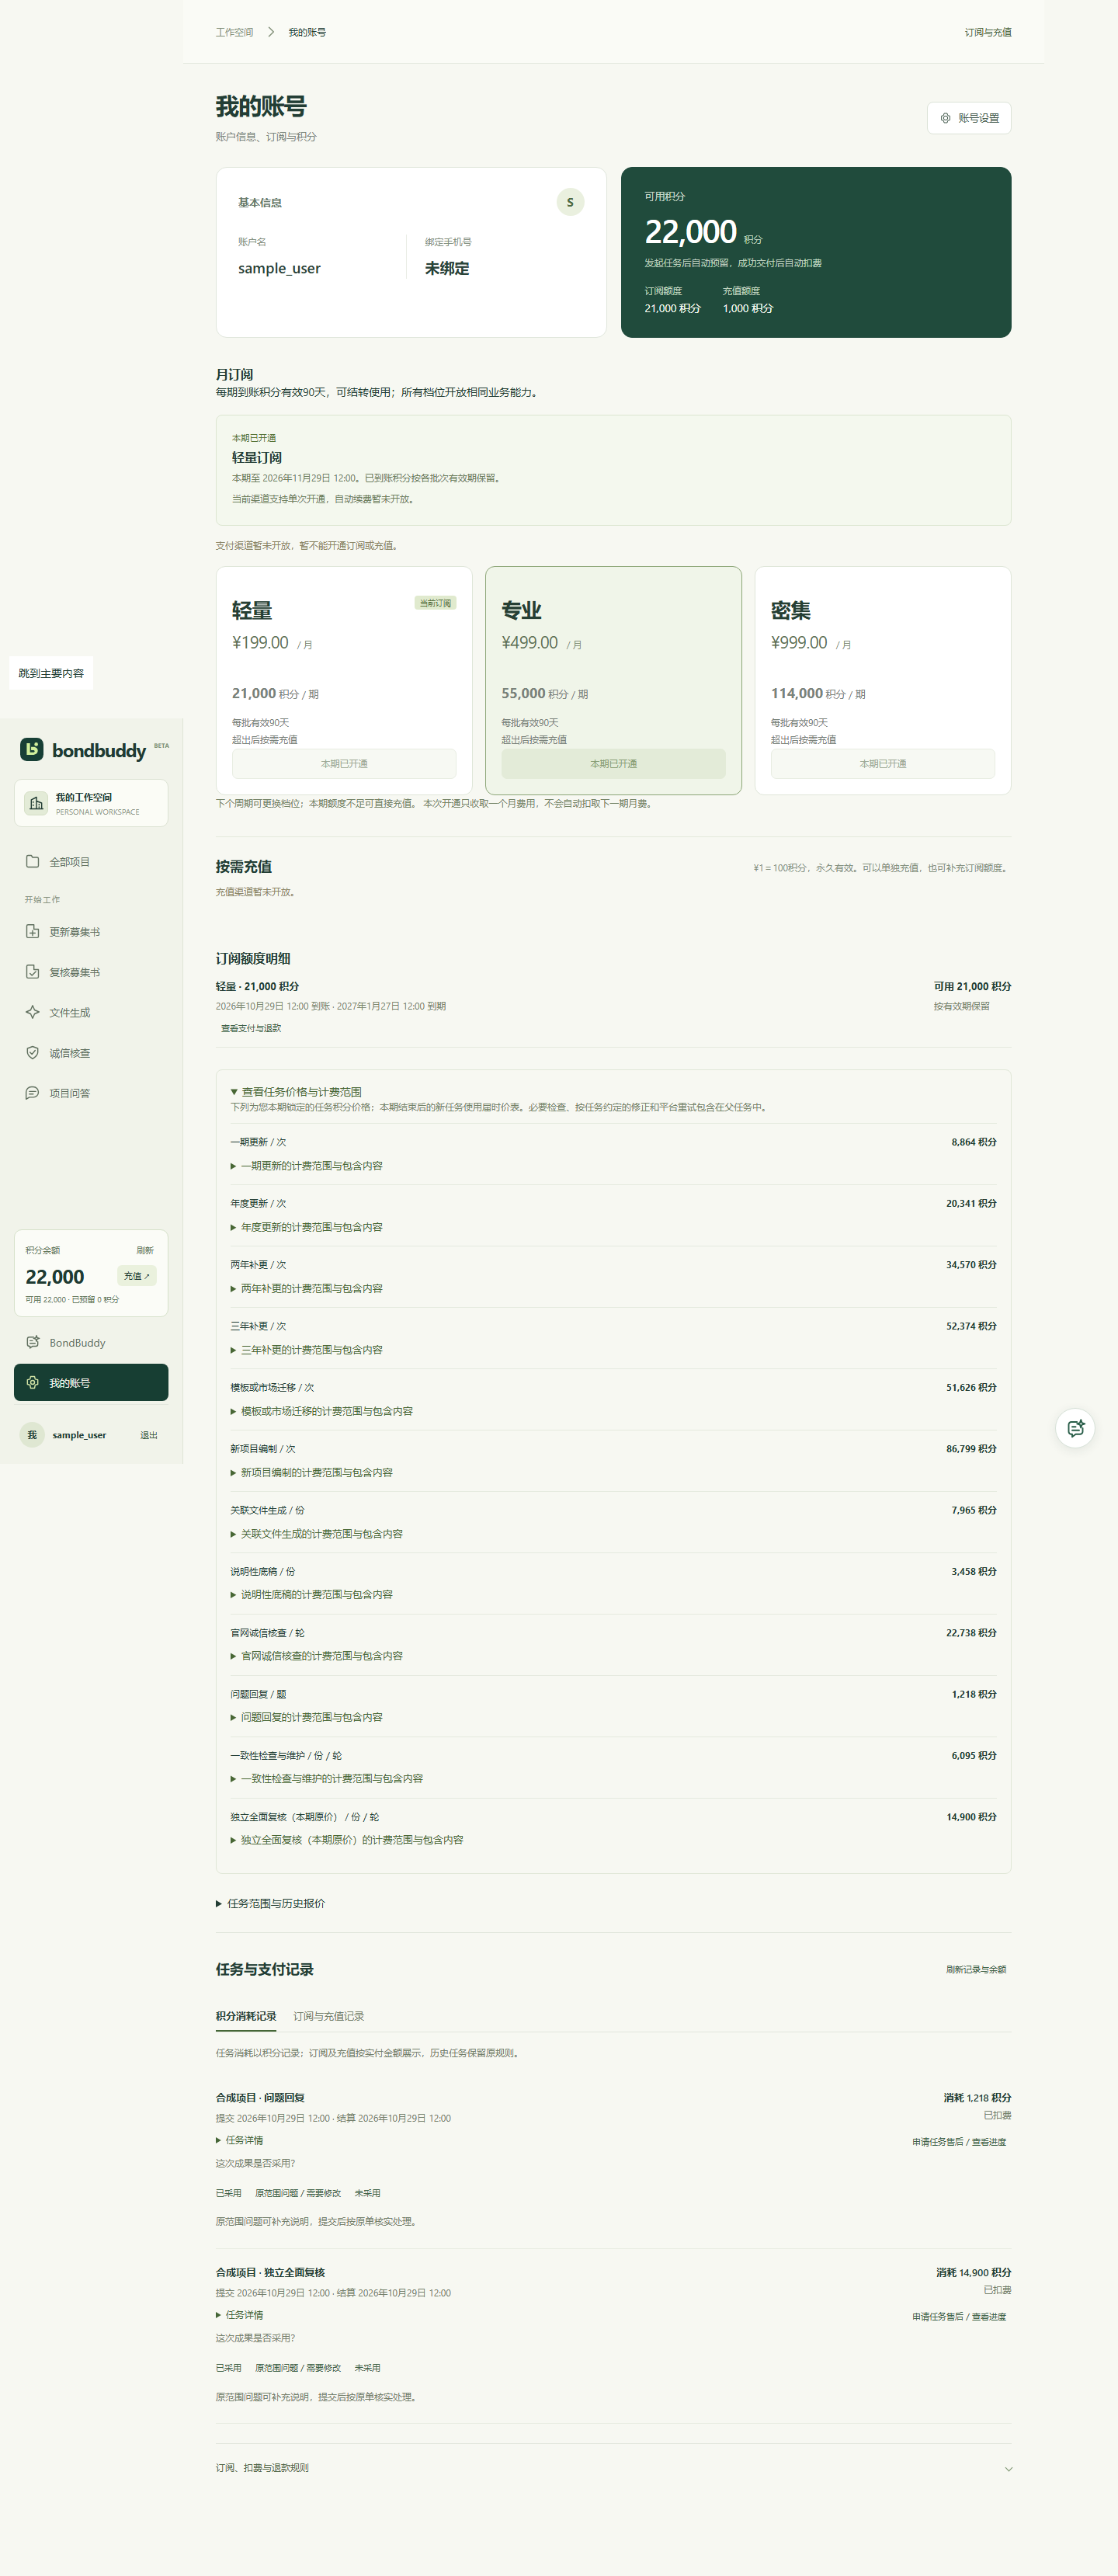 工作空间 > 我的账号
订阅与充值
我的账号
账户信息、订阅与积分
账号设置
基本信息
S
账户名
sample_user
绑定手机号
未绑定
可用积分
22,000 积分
发起任务后自动预留，成功交付后自动扣费
订阅额度
21,000 积分
充值额度
1,000 积分
月订阅
每期到账积分有效90天，可结转使用；所有档位开放相同业务能力。
本期已开通
轻量订阅
本期至 2026年11月29日 12:00。已到账积分按各批次有效期保留。
当前渠道支持单次开通，自动续费暂未开放。
支付渠道暂未开放，暂不能开通订阅或充值。
轻量
当前订阅
¥199.00 / 月
21,000 积分 / 期
每批有效90天
超出后按需充值
本期已开通
专业
¥499.00 / 月
55,000 积分 / 期
每批有效90天
超出后按需充值
本期已开通
密集
¥999.00 / 月
114,000 积分 / 期
每批有效90天
超出后按需充值
本期已开通
下个周期可更换档位；本期额度不足可直接充值。 本次开通只收取一个月费用，不会自动扣取下一期月费。
跳到主要内容
bondbuddy BETA
我的工作空间
PERSONAL WORKSPACE
全部项目
开始工作
更新募集书
复核募集书
文件生成
诚信核查
项目问答
积分余额
刷新
22,000
充值 ↗
可用 22,000 · 已预留 0 积分
BondBuddy
我的账号
我
sample_user
退出
按需充值
¥1 = 100积分，永久有效。可以单独充值，也可补充订阅额度。
充值渠道暂未开放。
订阅额度明细
轻量 · 21,000 积分
可用 21,000 积分
2026年10月29日 12:00 到账 · 2027年1月27日 12:00 到期
按有效期保留
查看支付与退款
▼ 查看任务价格与计费范围
下列为您本期锁定的任务积分价格；本期结束后的新任务使用届时价表。必要检查、按任务约定的修正和平台重试包含在父任务中。
一期更新 / 次
8,864 积分
▶ 一期更新的计费范围与包含内容
年度更新 / 次
20,341 积分
▶ 年度更新的计费范围与包含内容
两年补更 / 次
34,570 积分
▶ 两年补更的计费范围与包含内容
三年补更 / 次
52,374 积分
▶ 三年补更的计费范围与包含内容
模板或市场迁移 / 次
51,626 积分
▶ 模板或市场迁移的计费范围与包含内容
新项目编制 / 次
86,799 积分
▶ 新项目编制的计费范围与包含内容
关联文件生成 / 份
7,965 积分
▶ 关联文件生成的计费范围与包含内容
说明性底稿 / 份
3,458 积分
▶ 说明性底稿的计费范围与包含内容
官网诚信核查 / 轮
22,738 积分
▶ 官网诚信核查的计费范围与包含内容
问题回复 / 题
1,218 积分
▶ 问题回复的计费范围与包含内容
一致性检查与维护 / 份 / 轮
6,095 积分
▶ 一致性检查与维护的计费范围与包含内容
独立全面复核（本期原价） / 份 / 轮
14,900 积分
▶ 独立全面复核（本期原价）的计费范围与包含内容
▶ 任务范围与历史报价
任务与支付记录
刷新记录与余额
积分消耗记录
订阅与充值记录
任务消耗以积分记录；订阅及充值按实付金额展示，历史任务保留原规则。
合成项目 · 问题回复
消耗 1,218 积分
提交 2026年10月29日 12:00 · 结算 2026年10月29日 12:00
已扣费
▶ 任务详情
申请任务售后 / 查看进度
这次成果是否采用？
已采用 原范围问题 / 需要修改 未采用
原范围问题可补充说明，提交后按原单核实处理。
合成项目 · 独立全面复核
消耗 14,900 积分
提交 2026年10月29日 12:00 · 结算 2026年10月29日 12:00
已扣费
▶ 任务详情
申请任务售后 / 查看进度
这次成果是否采用？
已采用 原范围问题 / 需要修改 未采用
原范围问题可补充说明，提交后按原单核实处理。
订阅、扣费与退款规则